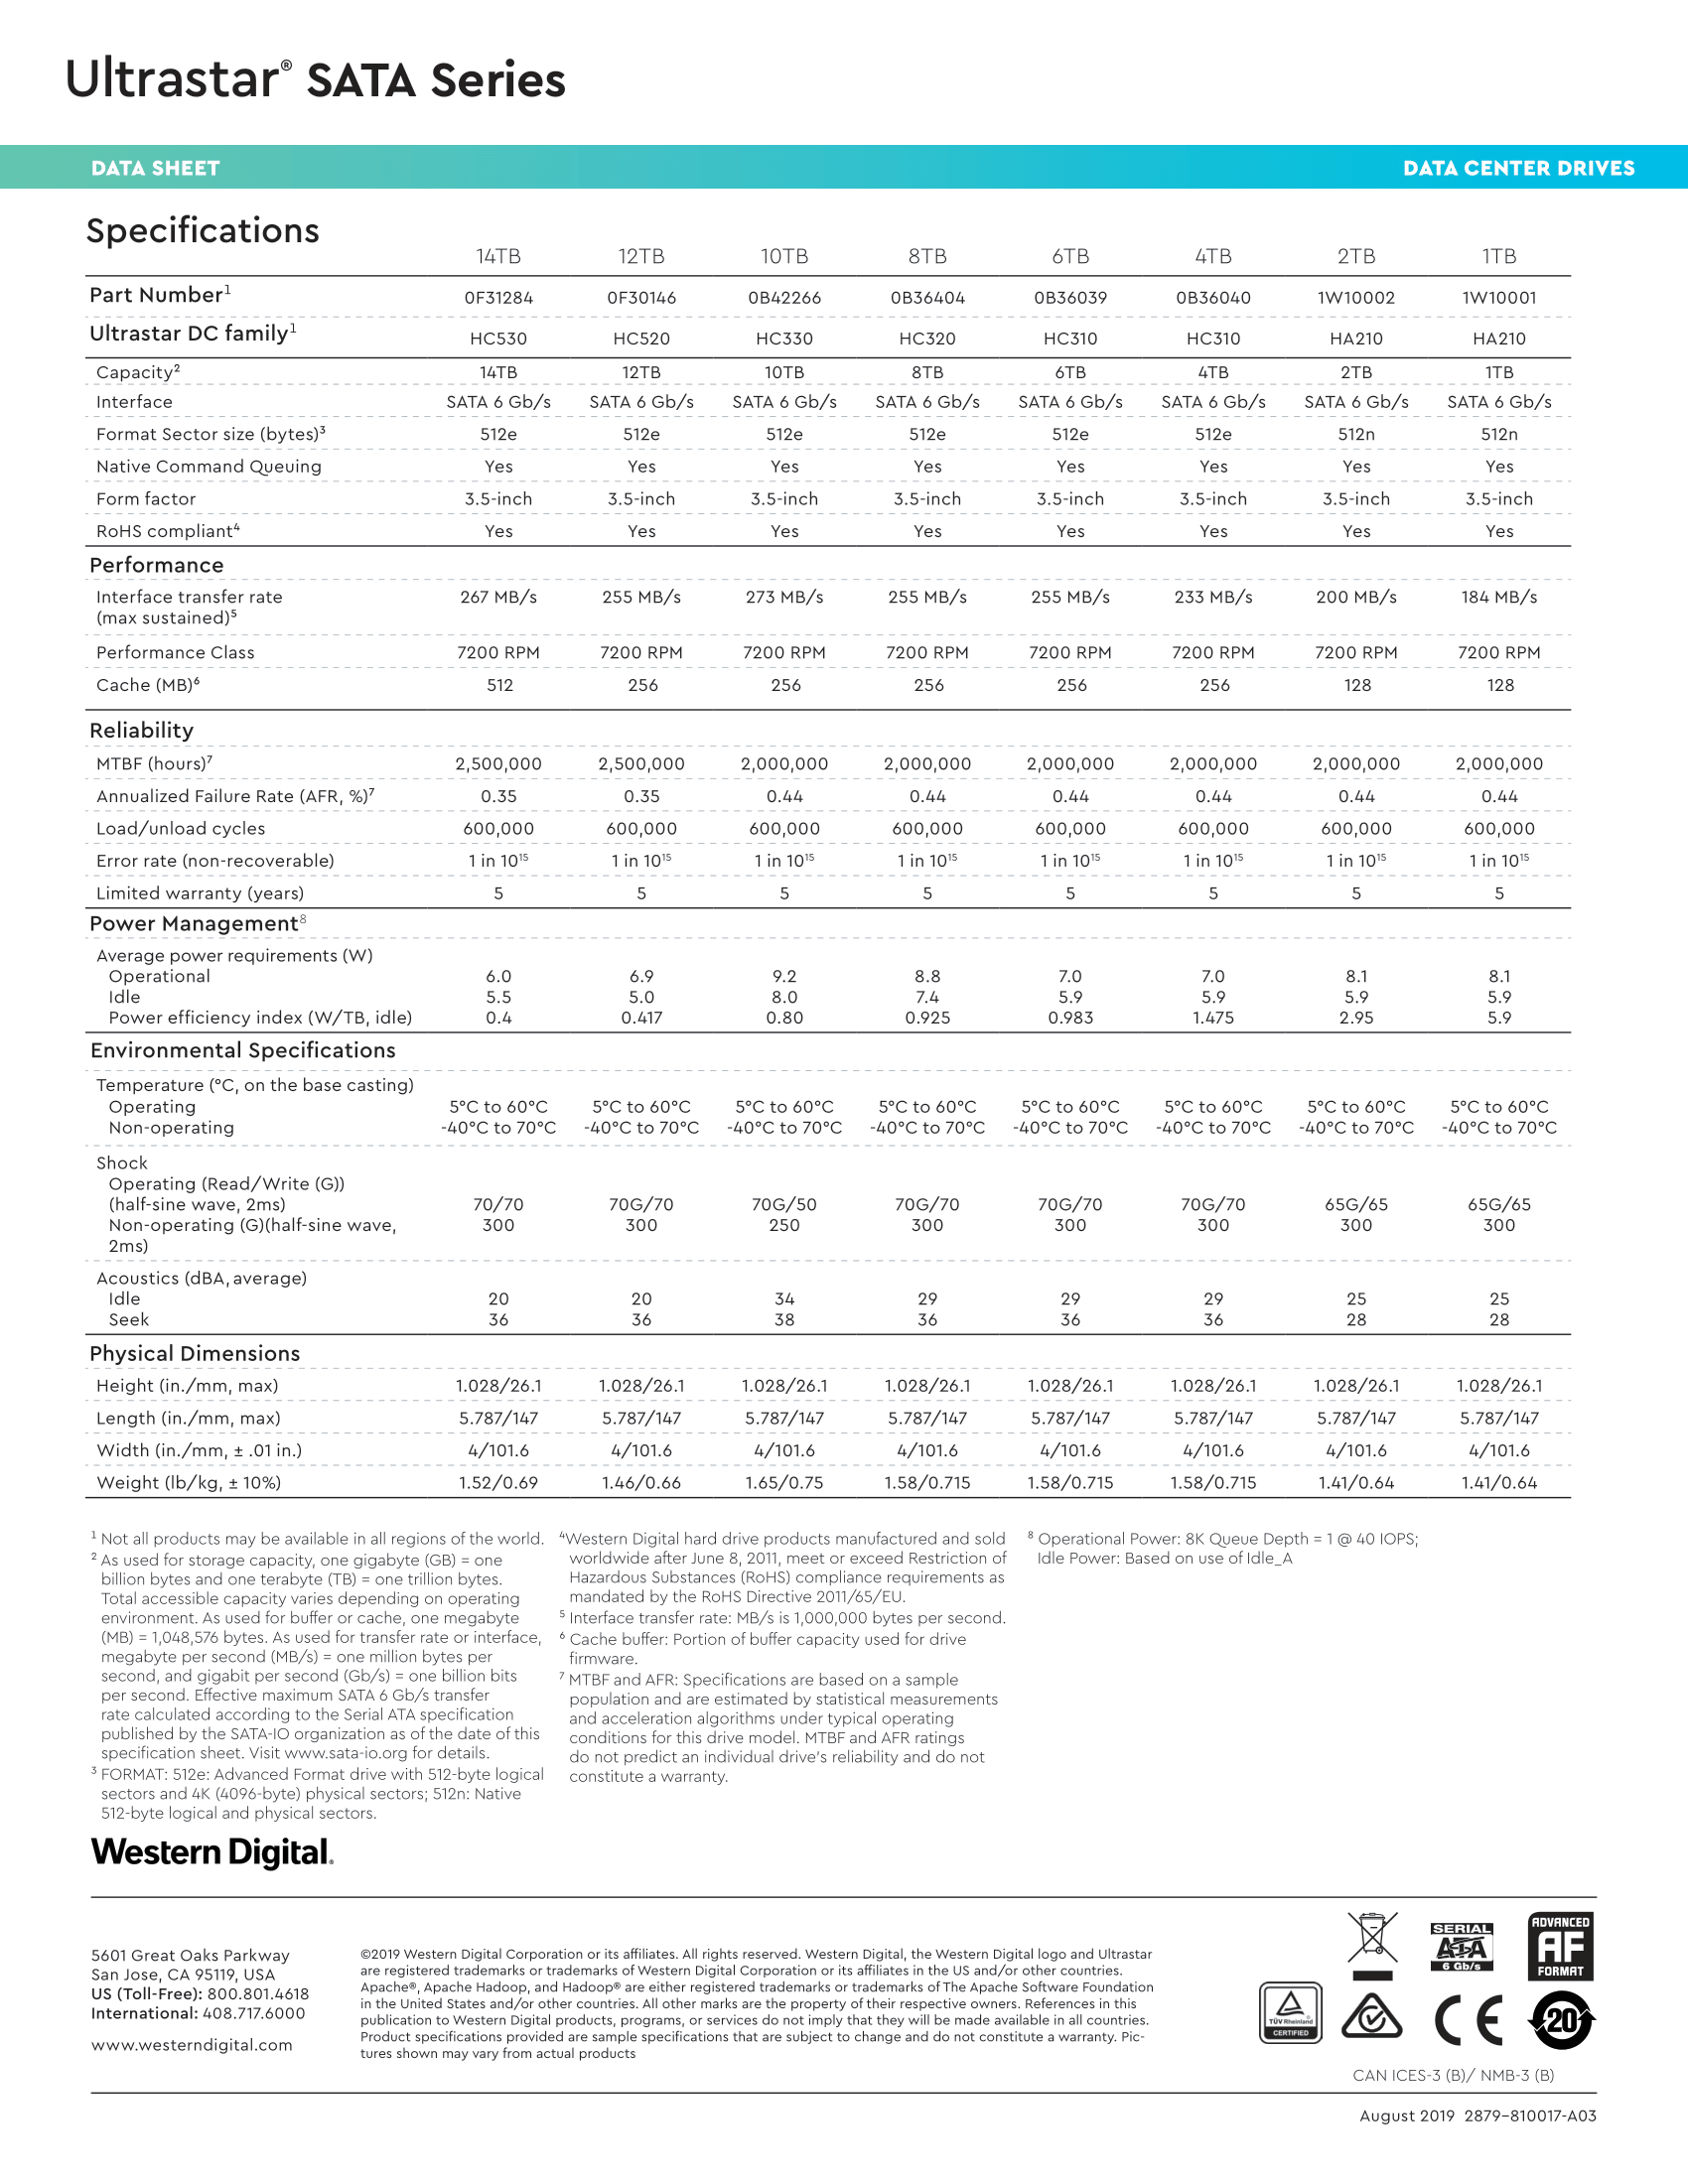 Ultrastar® SATA Series
DATA SHEET DATA CENTER DRIVES
Specifications
14TB 12TB 10TB 8TB 6TB 4TB 2TB 1TB
Part Number¹ 0F31284 0F30146 0B42266 0B36404 0B36039 0B36040 1W10002 1W10001
Ultrastar DC family¹ HC530 HC520 HC330 HC320 HC310 HC310 HA210 HA210
Capacity² 14TB 12TB 10TB 8TB 6TB 4TB 2TB 1TB
Interface SATA 6 Gb/s SATA 6 Gb/s SATA 6 Gb/s SATA 6 Gb/s SATA 6 Gb/s SATA 6 Gb/s SATA 6 Gb/s SATA 6 Gb/s
Format Sector size (bytes)³ 512e 512e 512e 512e 512e 512e 512n 512n
Native Command Queuing Yes Yes Yes Yes Yes Yes Yes Yes
Form factor 3.5-inch 3.5-inch 3.5-inch 3.5-inch 3.5-inch 3.5-inch 3.5-inch 3.5-inch
RoHS compliant⁴ Yes Yes Yes Yes Yes Yes Yes Yes
Performance
Interface transfer rate 267 MB/s 255 MB/s 273 MB/s 255 MB/s 255 MB/s 233 MB/s 200 MB/s 184 MB/s
(max sustained)⁵
Performance Class 7200 RPM 7200 RPM 7200 RPM 7200 RPM 7200 RPM 7200 RPM 7200 RPM 7200 RPM
Cache (MB)⁶ 512 256 256 256 256 256 128 128
Reliability
MTBF (hours)⁷ 2,500,000 2,500,000 2,000,000 2,000,000 2,000,000 2,000,000 2,000,000 2,000,000
Annualized Failure Rate (AFR, %)⁷ 0.35 0.35 0.44 0.44 0.44 0.44 0.44 0.44
Load/unload cycles 600,000 600,000 600,000 600,000 600,000 600,000 600,000 600,000
Error rate (non-recoverable) 1 in 10¹⁵ 1 in 10¹⁵ 1 in 10¹⁵ 1 in 10¹⁵ 1 in 10¹⁵ 1 in 10¹⁵ 1 in 10¹⁵ 1 in 10¹⁵
Limited warranty (years) 5 5 5 5 5 5 5 5
Power Management⁸
Average power requirements (W)
Operational 6.0 6.9 9.2 8.8 7.0 7.0 8.1 8.1
Idle 5.5 5.0 8.0 7.4 5.9 5.9 5.9 5.9
Power efficiency index (W/TB, idle) 0.4 0.417 0.80 0.925 0.983 1.475 2.95 5.9
Environmental Specifications
Temperature (°C, on the base casting)
Operating 5°C to 60°C 5°C to 60°C 5°C to 60°C 5°C to 60°C 5°C to 60°C 5°C to 60°C 5°C to 60°C 5°C to 60°C
Non-operating -40°C to 70°C -40°C to 70°C -40°C to 70°C -40°C to 70°C -40°C to 70°C -40°C to 70°C -40°C to 70°C -40°C to 70°C
Shock
Operating (Read/Write (G))
(half-sine wave, 2ms) 70/70 70G/70 70G/50 70G/70 70G/70 70G/70 65G/65 65G/65
Non-operating (G)(half-sine wave, 300 300 250 300 300 300 300 300
2ms)
Acoustics (dBA, average)
Idle 20 20 34 29 29 29 25 25
Seek 36 36 38 36 36 36 28 28
Physical Dimensions
Height (in./mm, max) 1.028/26.1 1.028/26.1 1.028/26.1 1.028/26.1 1.028/26.1 1.028/26.1 1.028/26.1 1.028/26.1
Length (in./mm, max) 5.787/147 5.787/147 5.787/147 5.787/147 5.787/147 5.787/147 5.787/147 5.787/147
Width (in./mm, ± .01 in.) 4/101.6 4/101.6 4/101.6 4/101.6 4/101.6 4/101.6 4/101.6 4/101.6
Weight (lb/kg, ± 10%) 1.52/0.69 1.46/0.66 1.65/0.75 1.58/0.715 1.58/0.715 1.58/0.715 1.41/0.64 1.41/0.64
¹ Not all products may be available in all regions of the world.
² As used for storage capacity, one gigabyte (GB) = one
billion bytes and one terabyte (TB) = one trillion bytes.
Total accessible capacity varies depending on operating
environment. As used for buffer or cache, one megabyte
(MB) = 1,048,576 bytes. As used for transfer rate or interface,
megabyte per second (MB/s) = one million bytes per
second, and gigabit per second (Gb/s) = one billion bits
per second. Effective maximum SATA 6 Gb/s transfer
rate calculated according to the Serial ATA specification
published by the SATA-IO organization as of the date of this
specification sheet. Visit www.sata-io.org for details.
³ FORMAT: 512e: Advanced Format drive with 512-byte logical
sectors and 4K (4096-byte) physical sectors; 512n: Native
512-byte logical and physical sectors.
⁴Western Digital hard drive products manufactured and sold
worldwide after June 8, 2011, meet or exceed Restriction of
Hazardous Substances (RoHS) compliance requirements as
mandated by the RoHS Directive 2011/65/EU.
⁵ Interface transfer rate: MB/s is 1,000,000 bytes per second.
⁶ Cache buffer: Portion of buffer capacity used for drive
firmware.
⁷ MTBF and AFR: Specifications are based on a sample
population and are estimated by statistical measurements
and acceleration algorithms under typical operating
conditions for this drive model. MTBF and AFR ratings
do not predict an individual drive's reliability and do not
constitute a warranty.
⁸ Operational Power: 8K Queue Depth = 1 @ 40 IOPS;
Idle Power: Based on use of Idle_A
Western Digital.
5601 Great Oaks Parkway
San Jose, CA 95119, USA
US (Toll-Free): 800.801.4618
International: 408.717.6000
www.westerndigital.com
©2019 Western Digital Corporation or its affiliates. All rights reserved. Western Digital, the Western Digital logo and Ultrastar
are registered trademarks or trademarks of Western Digital Corporation or its affiliates in the US and/or other countries.
Apache®, Apache Hadoop, and Hadoop® are either registered trademarks or trademarks of The Apache Software Foundation
in the United States and/or other countries. All other marks are the property of their respective owners. References in this
publication to Western Digital products, programs, or services do not imply that they will be made available in all countries.
Product specifications provided are sample specifications that are subject to change and do not constitute a warranty. Pic-
tures shown may vary from actual products
SERIAL
ATA
6 Gb/s
ADVANCED
AF
FORMAT
TÜVRheinland
CERTIFIED
CE
20
CAN ICES-3 (B)/ NMB-3 (B)
August 2019 2879-810017-A03